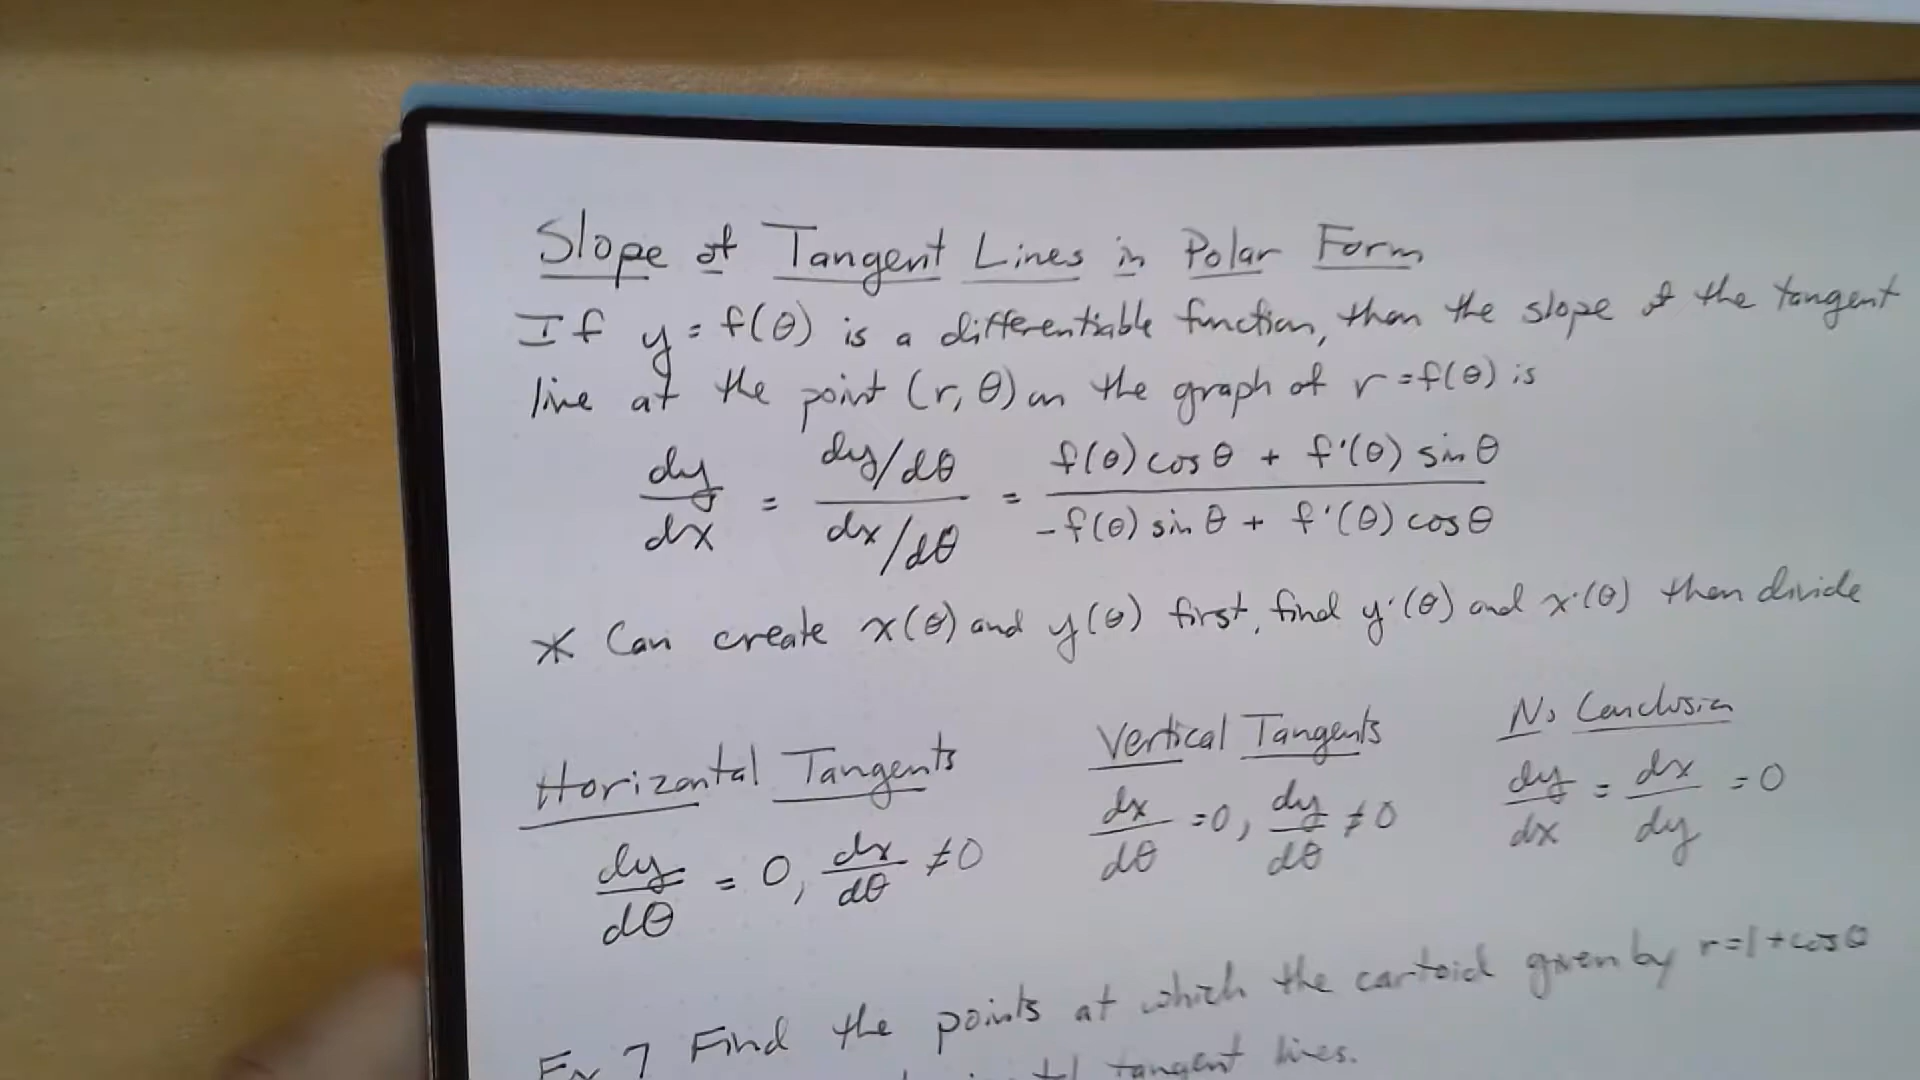 Slope of Tangent Lines in Polar Form
If y = f(θ) is a differentiable function, then the slope of the tangent
line at the point (r, θ) on the graph of r = f(θ) is
dy/dx = (dy/dθ)/(dx/dθ) = (f(θ) cos θ + f'(θ) sin θ)/(-f(θ) sin θ + f'(θ) cos θ)
* Can create x(θ) and y(θ) first, find y'(θ) and x'(θ) then divide
Horizontal Tangents Vertical Tangents No Conclusion
dy/dθ = 0, dx/dθ ≠ 0 dx/dθ = 0, dy/dθ ≠ 0 dy/dx = dx/dy = 0
Ex 7 Find the points at which the cartoid given by r = 1 + cos θ
tangent lines.